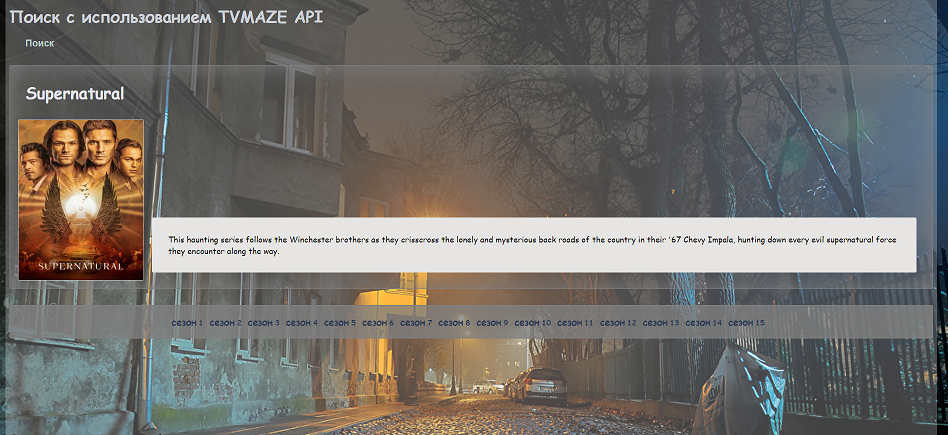 Поиск с использованием TVMAZE API
Поиск
Supernatural
SUPERNATURAL
This haunting series follows the Winchester brothers as they crisscross the lonely and mysterious back roads of the country in their '67 Chevy Impala, hunting down every evil supernatural force
they encounter along the way.
сезон 1 сезон 2 сезон 3 сезон 4 сезон 5 сезон 6 сезон 7 сезон 8 сезон 9 сезон 10 сезон 11 сезон 12 сезон 13 сезон 14 сезон 15